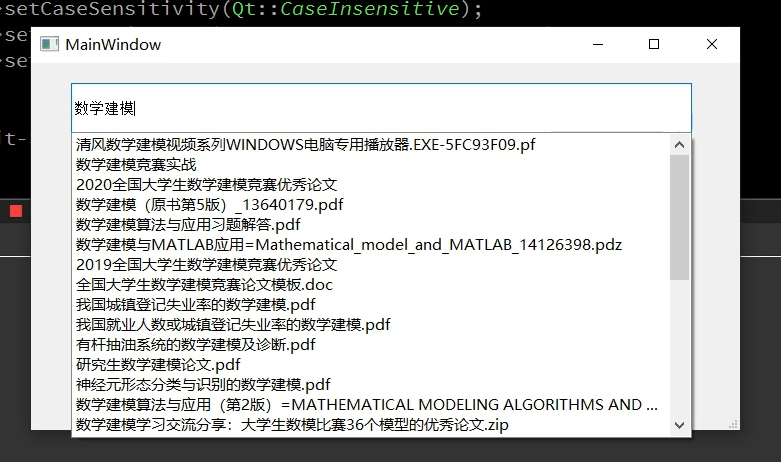 setCaseSensitivity(Qt::CaseInsensitive);
MainWindow
数学建模
清风数学建模视频系列WINDOWS电脑专用播放器.EXE-5FC93F09.pf
数学建模竞赛实战
2020全国大学生数学建模竞赛优秀论文
数学建模（原书第5版）_13640179.pdf
数学建模算法与应用习题解答.pdf
数学建模与MATLAB应用=Mathematical_model_and_MATLAB_14126398.pdz
2019全国大学生数学建模竞赛优秀论文
全国大学生数学建模竞赛论文模板.doc
我国城镇登记失业率的数学建模.pdf
我国就业人数或城镇登记失业率的数学建模.pdf
有杆抽油系统的数学建模及诊断.pdf
研究生数学建模论文.pdf
神经元形态分类与识别的数学建模.pdf
数学建模算法与应用（第2版）=MATHEMATICAL MODELING ALGORITHMS AND ...
数学建模学习交流分享：大学生数模比赛36个模型的优秀论文.zip